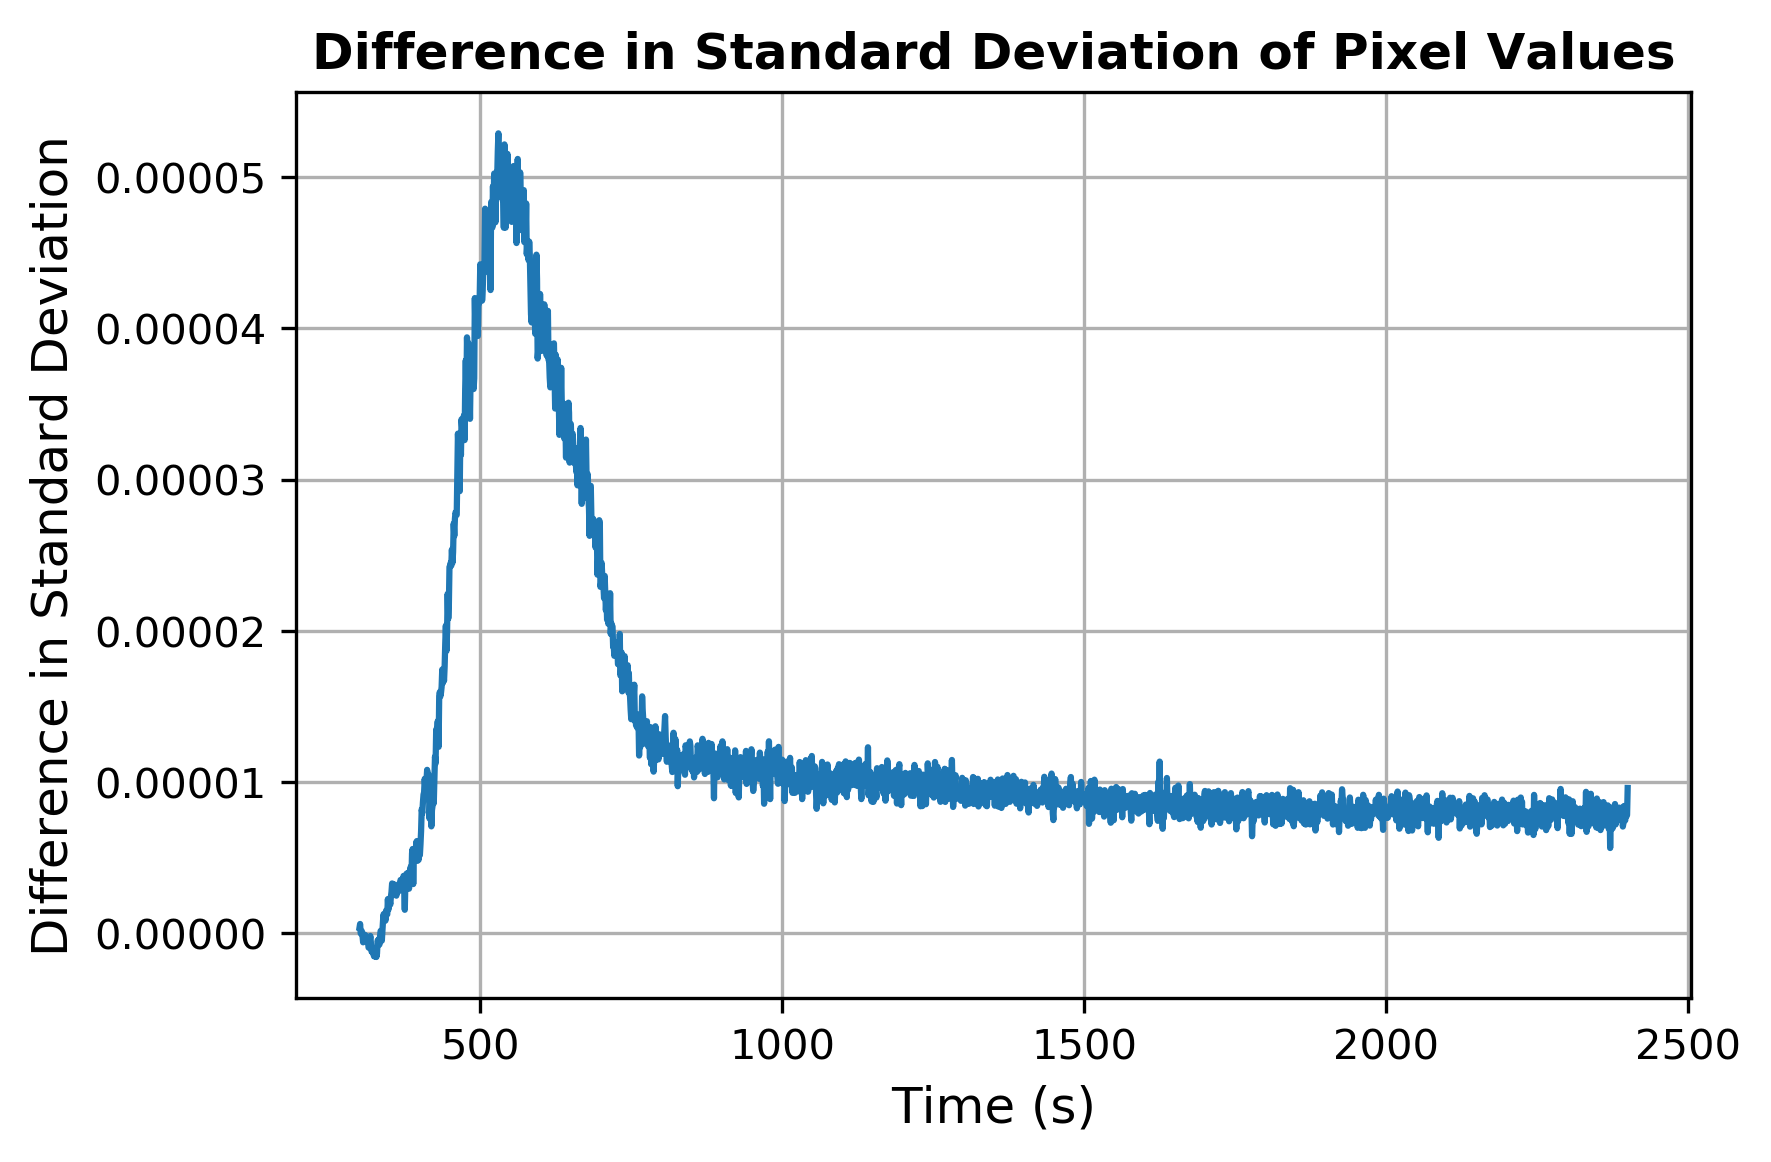 Difference in Standard Deviation of Pixel Values
Difference in Standard Deviation
0.00005
0.00004
0.00003
0.00002
0.00001
0.00000
500 1000 1500 2000 2500
Time (s)